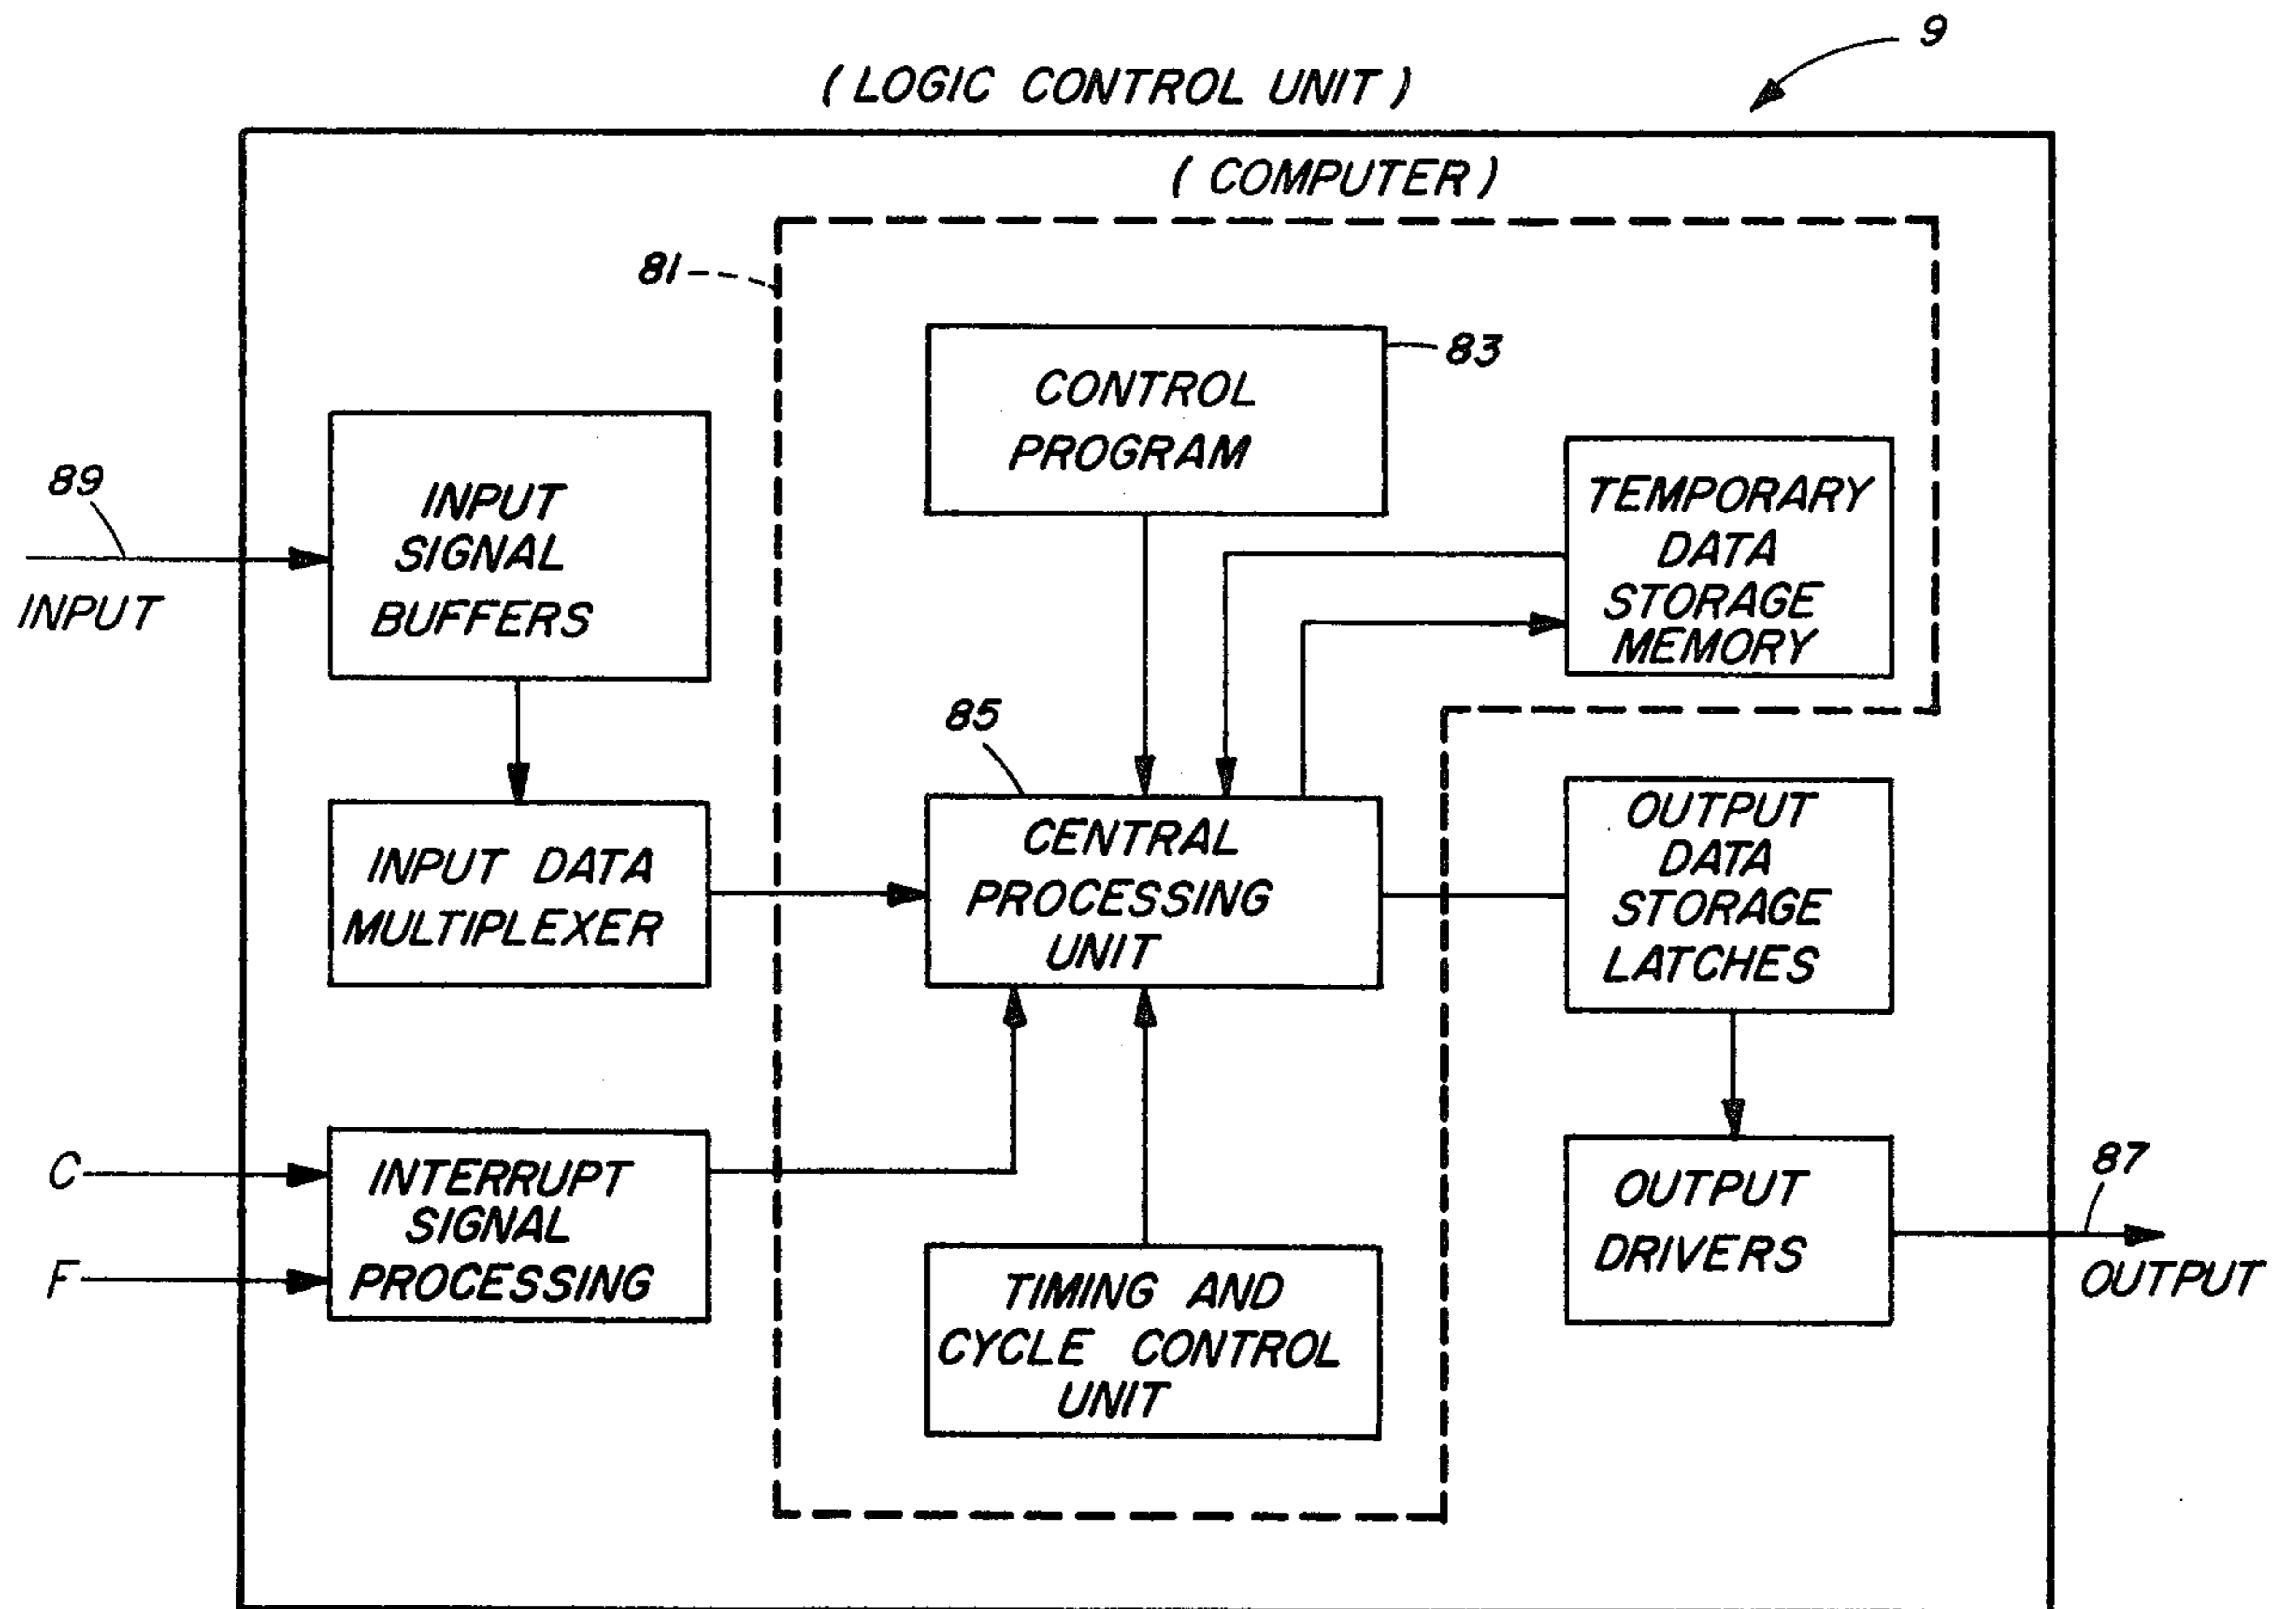 9
( LOGIC CONTROL UNIT )
( COMPUTER )
81
CONTROL
PROGRAM
83
89
INPUT
INPUT
SIGNAL
BUFFERS
TEMPORARY
DATA
STORAGE
MEMORY
85
INPUT DATA
MULTIPLEXER
CENTRAL
PROCESSING
UNIT
OUTPUT
DATA
STORAGE
LATCHES
C
F
INTERRUPT
SIGNAL
PROCESSING
TIMING AND
CYCLE CONTROL
UNIT
OUTPUT
DRIVERS
87
OUTPUT